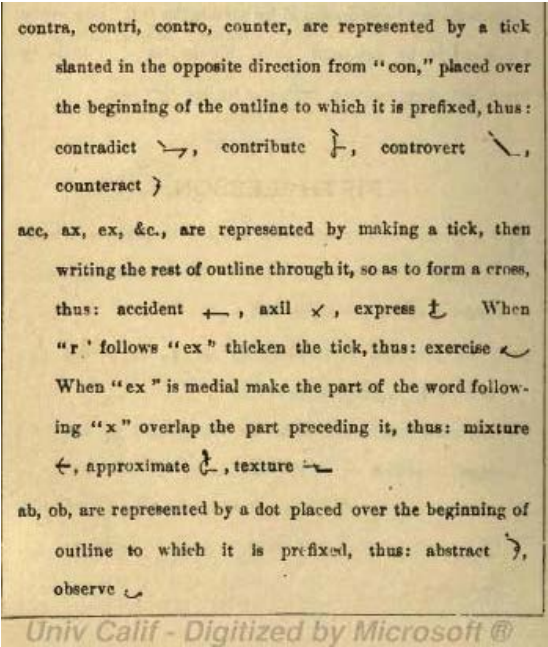 contra, contri, contro, counter, are represented by a tick
slanted in the opposite direction from "con," placed over
the beginning of the outline to which it is prefixed, thus:
contradict , contribute , controvert ,
counteract
acc, ax, ex, &c., are represented by making a tick, then
writing the rest of outline through it, so as to form a cross,
thus: accident , axil , express When
"r' follows "ex" thicken the tick, thus: exercise
When "ex" is medial make the part of the word follow-
ing "x" overlap the part preceding it, thus: mixture
, approximate , texture
ab, ob, are represented by a dot placed over the beginning of
outline to which it is prefixed, thus: abstract ,
observe
Univ Calif - Digitized by Microsoft ®